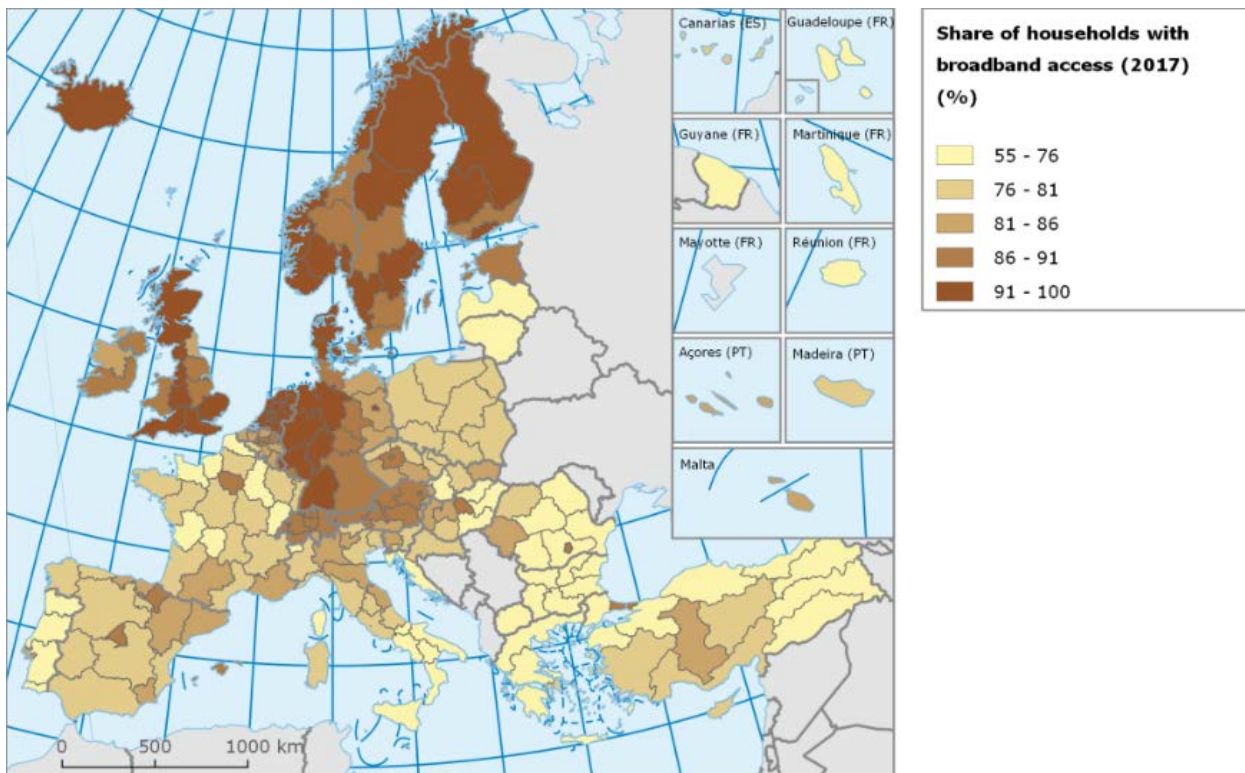 Canarias (ES)
Guadeloupe (FR)
Guyane (FR)
Martinique (FR)
Mayotte (FR)
Réunion (FR)
Açores (PT)
Madeira (PT)
Malta
0 500 1000 km
Share of households with
broadband access (2017)
(%)
55 - 76
76 - 81
81 - 86
86 - 91
91 - 100